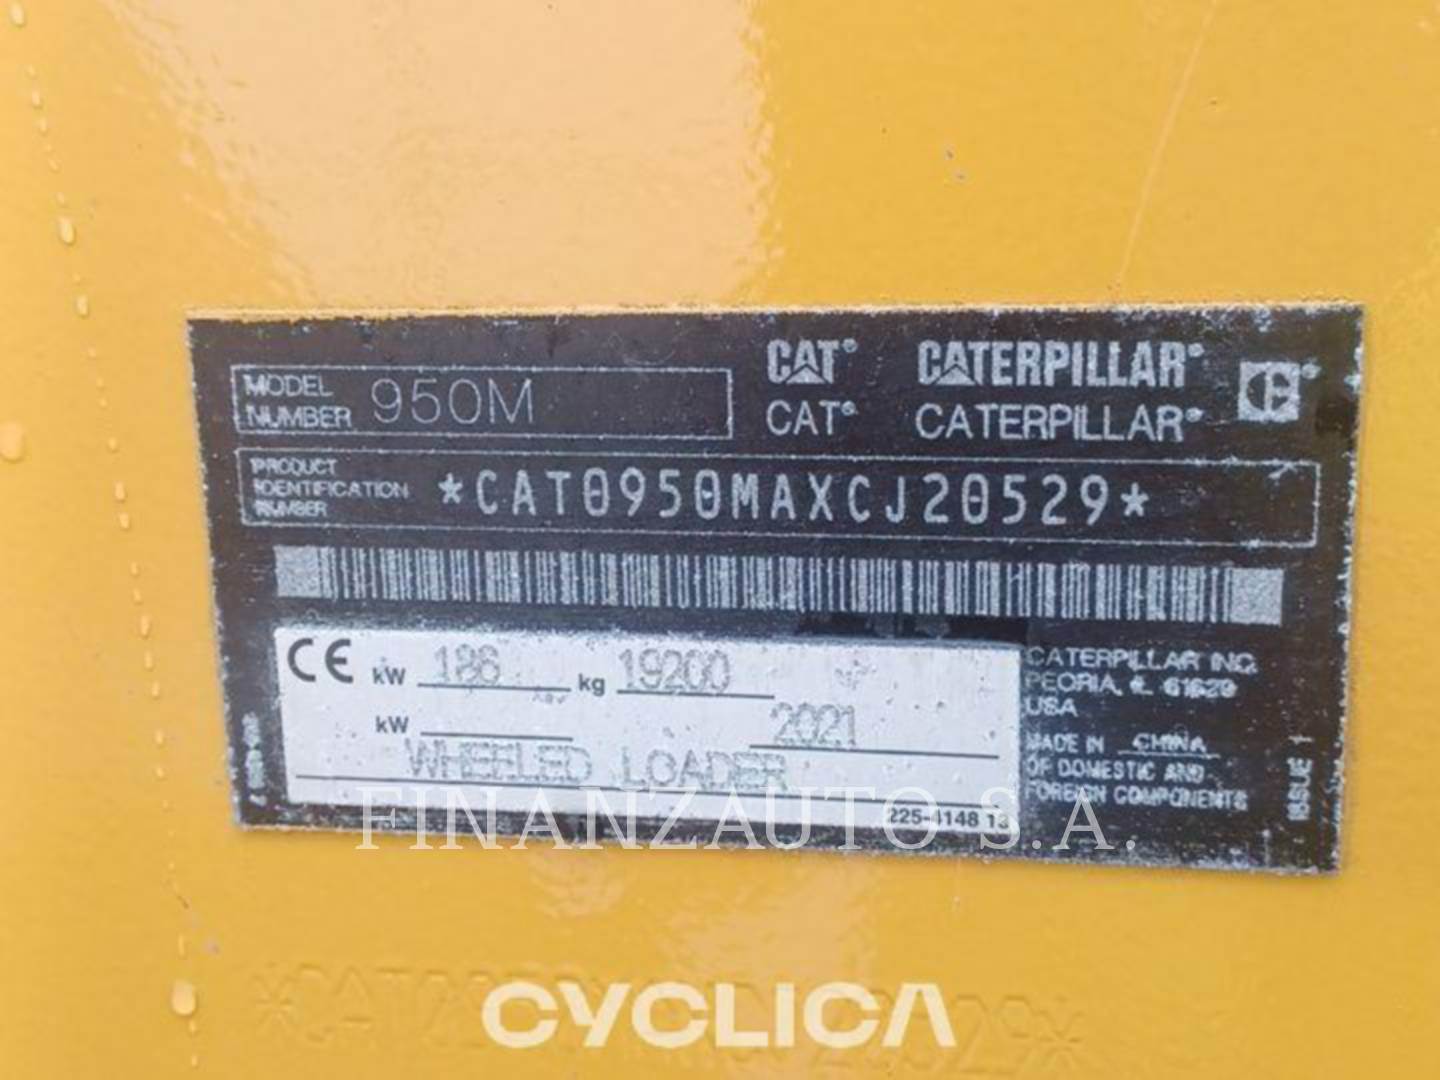 CAT® CATERPILLAR®
MODEL NUMBER 950M
CAT® CATERPILLAR®
PRODUCT IDENTIFICATION NUMBER *CAT0950MAXCJ20529*
CE kW 186 kg 19200
kW 2021
WHEELED LOADER
225-4148 13
CATERPILLAR INC.
PEORIA, IL 61629
USA
MADE IN CHINA
OF DOMESTIC AND
FOREIGN COMPONENTS
ISSUE 1
FINANZAUTO S.A.
CYCLICA